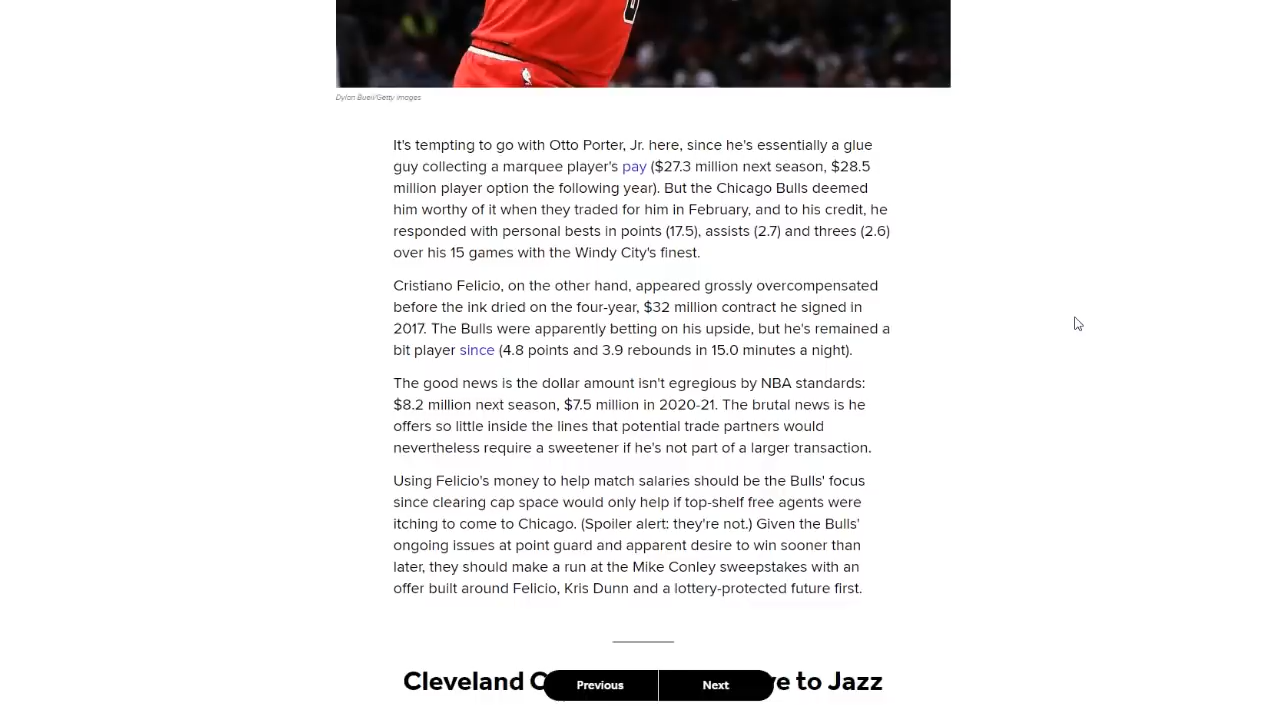 Dylan Buell/Getty Images
It's tempting to go with Otto Porter, Jr. here, since he's essentially a glue
guy collecting a marquee player's pay ($27.3 million next season, $28.5
million player option the following year). But the Chicago Bulls deemed
him worthy of it when they traded for him in February, and to his credit, he
responded with personal bests in points (17.5), assists (2.7) and threes (2.6)
over his 15 games with the Windy City's finest.
Cristiano Felicio, on the other hand, appeared grossly overcompensated
before the ink dried on the four-year, $32 million contract he signed in
2017. The Bulls were apparently betting on his upside, but he's remained a
bit player since (4.8 points and 3.9 rebounds in 15.0 minutes a night).
The good news is the dollar amount isn't egregious by NBA standards:
$8.2 million next season, $7.5 million in 2020-21. The brutal news is he
offers so little inside the lines that potential trade partners would
nevertheless require a sweetener if he's not part of a larger transaction.
Using Felicio's money to help match salaries should be the Bulls' focus
since clearing cap space would only help if top-shelf free agents were
itching to come to Chicago. (Spoiler alert: they're not.) Given the Bulls'
ongoing issues at point guard and apparent desire to win sooner than
later, they should make a run at the Mike Conley sweepstakes with an
offer built around Felicio, Kris Dunn and a lottery-protected future first.
Cleveland to Jazz
Previous Next